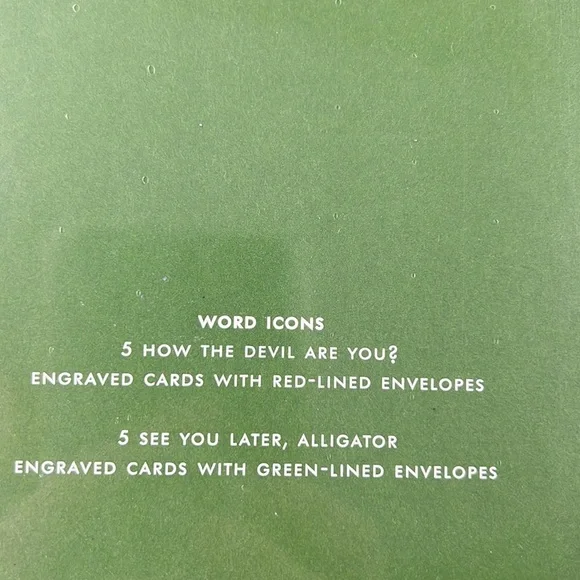 WORD ICONS
5 HOW THE DEVIL ARE YOU?
ENGRAVED CARDS WITH RED-LINED ENVELOPES
5 SEE YOU LATER, ALLIGATOR
ENGRAVED CARDS WITH GREEN-LINED ENVELOPES